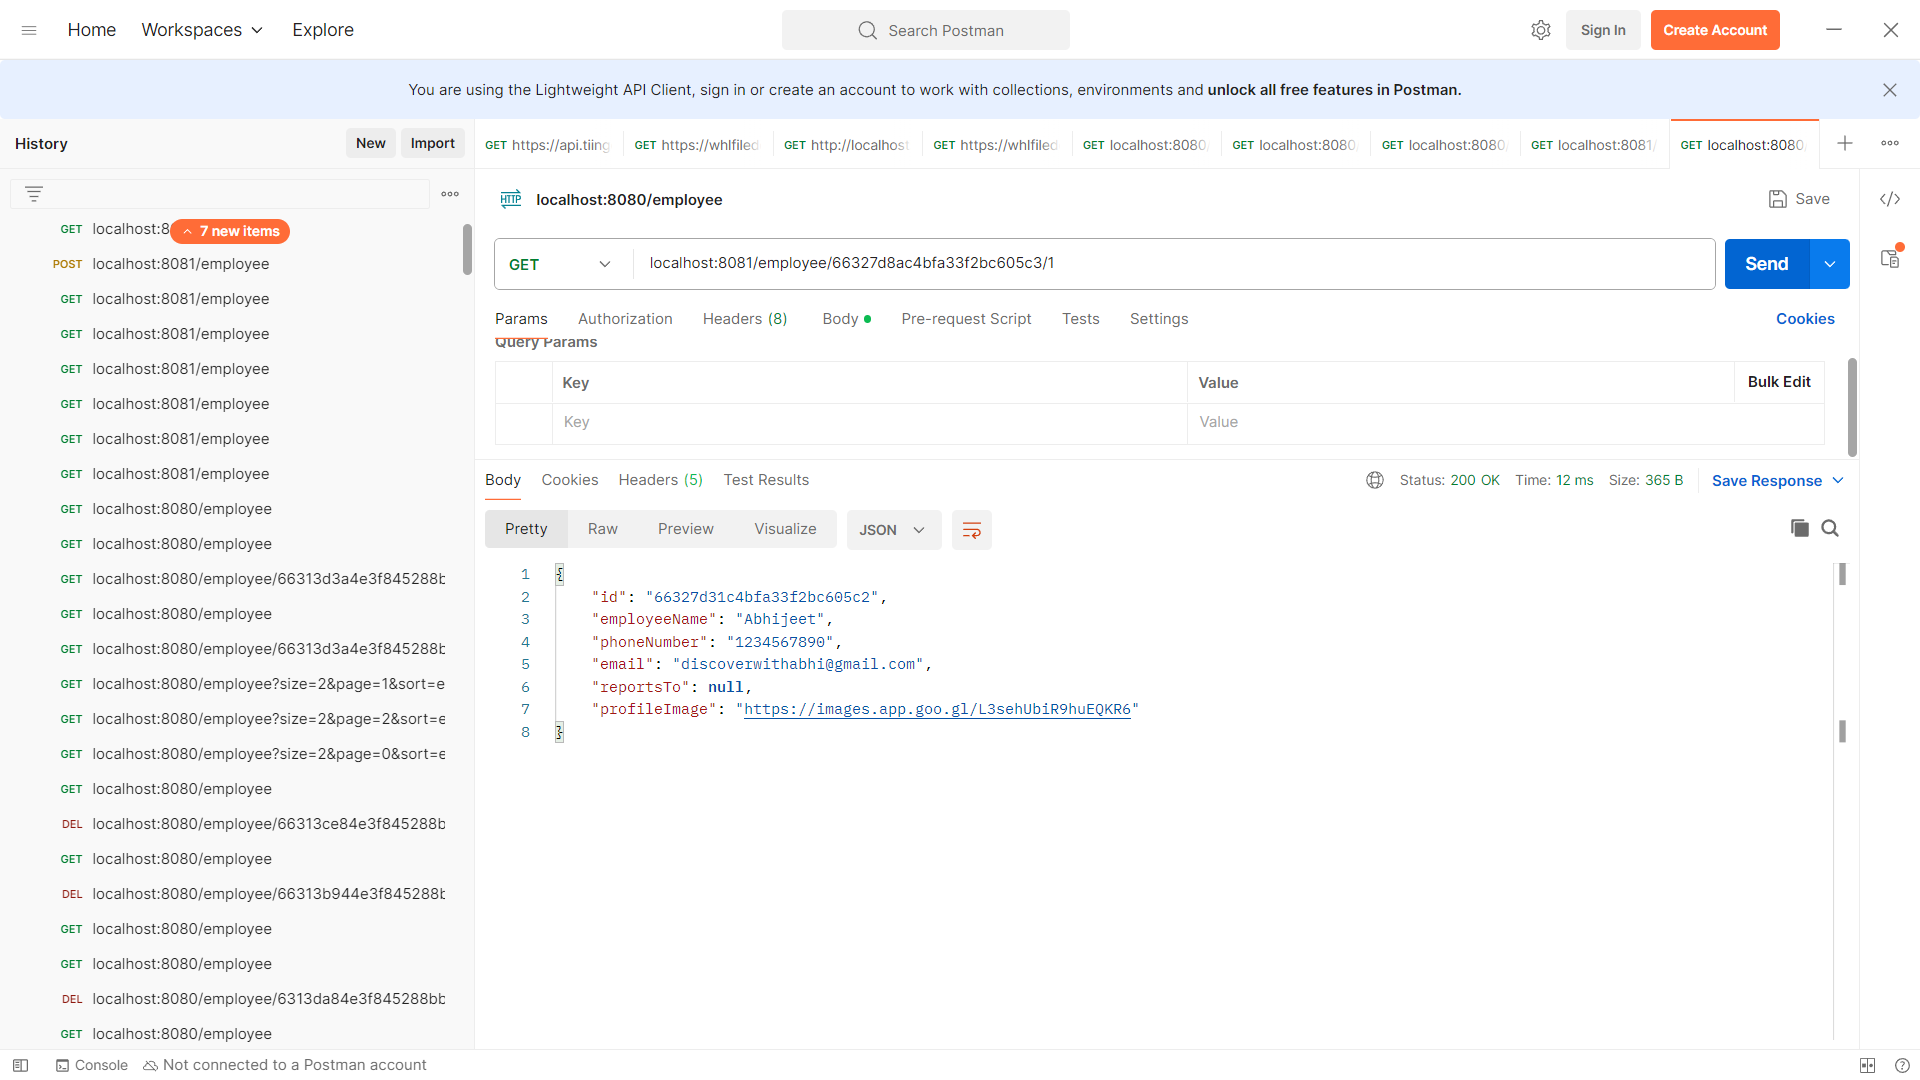 Home
Workspaces
Explore
Search Postman
Sign In
Create Account
You are using the Lightweight API Client, sign in or create an account to work with collections, environments and unlock all free features in Postman.
History
New
Import
GET https://api.tiing
GET https://whlfiled
GET http://localhost
GET https://whlfiled
GET localhost:8080/
GET localhost:8080/
GET localhost:8080/
GET localhost:8081/
GET localhost:8080/
7 new items
GET localhost:8
POST localhost:8081/employee
GET localhost:8081/employee
GET localhost:8081/employee
GET localhost:8081/employee
GET localhost:8081/employee
GET localhost:8081/employee
GET localhost:8081/employee
GET localhost:8080/employee
GET localhost:8080/employee
GET localhost:8080/employee/66313d3a4e3f845288b
GET localhost:8080/employee
GET localhost:8080/employee/66313d3a4e3f845288b
GET localhost:8080/employee?size=2&page=1&sort=e
GET localhost:8080/employee?size=2&page=2&sort=e
GET localhost:8080/employee?size=2&page=0&sort=e
GET localhost:8080/employee
DEL localhost:8080/employee/66313ce84e3f845288b
GET localhost:8080/employee
DEL localhost:8080/employee/66313b944e3f845288b
GET localhost:8080/employee
GET localhost:8080/employee
DEL localhost:8080/employee/6313da84e3f845288bb
GET localhost:8080/employee
HTTP localhost:8080/employee
Save
GET
localhost:8081/employee/66327d8ac4bfa33f2bc605c3/1
Send
Params
Authorization
Headers (8)
Body
Pre-request Script
Tests
Settings
Cookies
Query Params
Key
Value
Bulk Edit
Key
Value
Body
Cookies
Headers (5)
Test Results
Status: 200 OK
Time: 12 ms
Size: 365 B
Save Response
Pretty
Raw
Preview
Visualize
JSON
1 {
2 "id": "66327d31c4bfa33f2bc605c2",
3 "employeeName": "Abhijeet",
4 "phoneNumber": "1234567890",
5 "email": "discoverwithabhi@gmail.com",
6 "reportsTo": null,
7 "profileImage": "https://images.app.goo.gl/L3sehUbiR9huEQKR6"
8 }
Console
Not connected to a Postman account